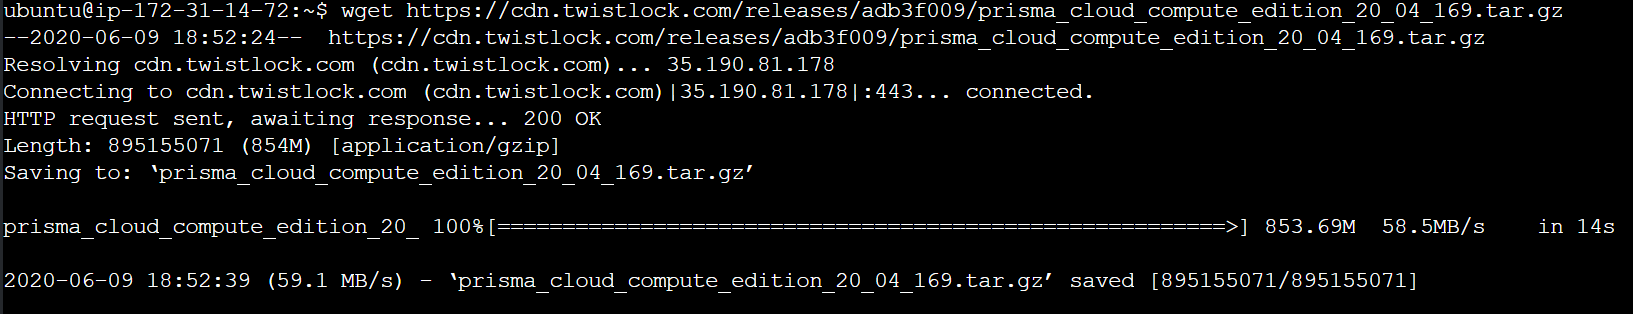 ubuntu@ip-172-31-14-72:~$ wget https://cdn.twistlock.com/releases/adb3f009/prisma_cloud_compute_edition_20_04_169.tar.gz
--2020-06-09 18:52:24--  https://cdn.twistlock.com/releases/adb3f009/prisma_cloud_compute_edition_20_04_169.tar.gz
Resolving cdn.twistlock.com (cdn.twistlock.com)... 35.190.81.178
Connecting to cdn.twistlock.com (cdn.twistlock.com)|35.190.81.178|:443... connected.
HTTP request sent, awaiting response... 200 OK
Length: 895155071 (854M) [application/gzip]
Saving to: ‘prisma_cloud_compute_edition_20_04_169.tar.gz’
prisma_cloud_compute_edition_20_ 100%[========================================================>] 853.69M  58.5MB/s    in 14s
2020-06-09 18:52:39 (59.1 MB/s) - ‘prisma_cloud_compute_edition_20_04_169.tar.gz’ saved [895155071/895155071]